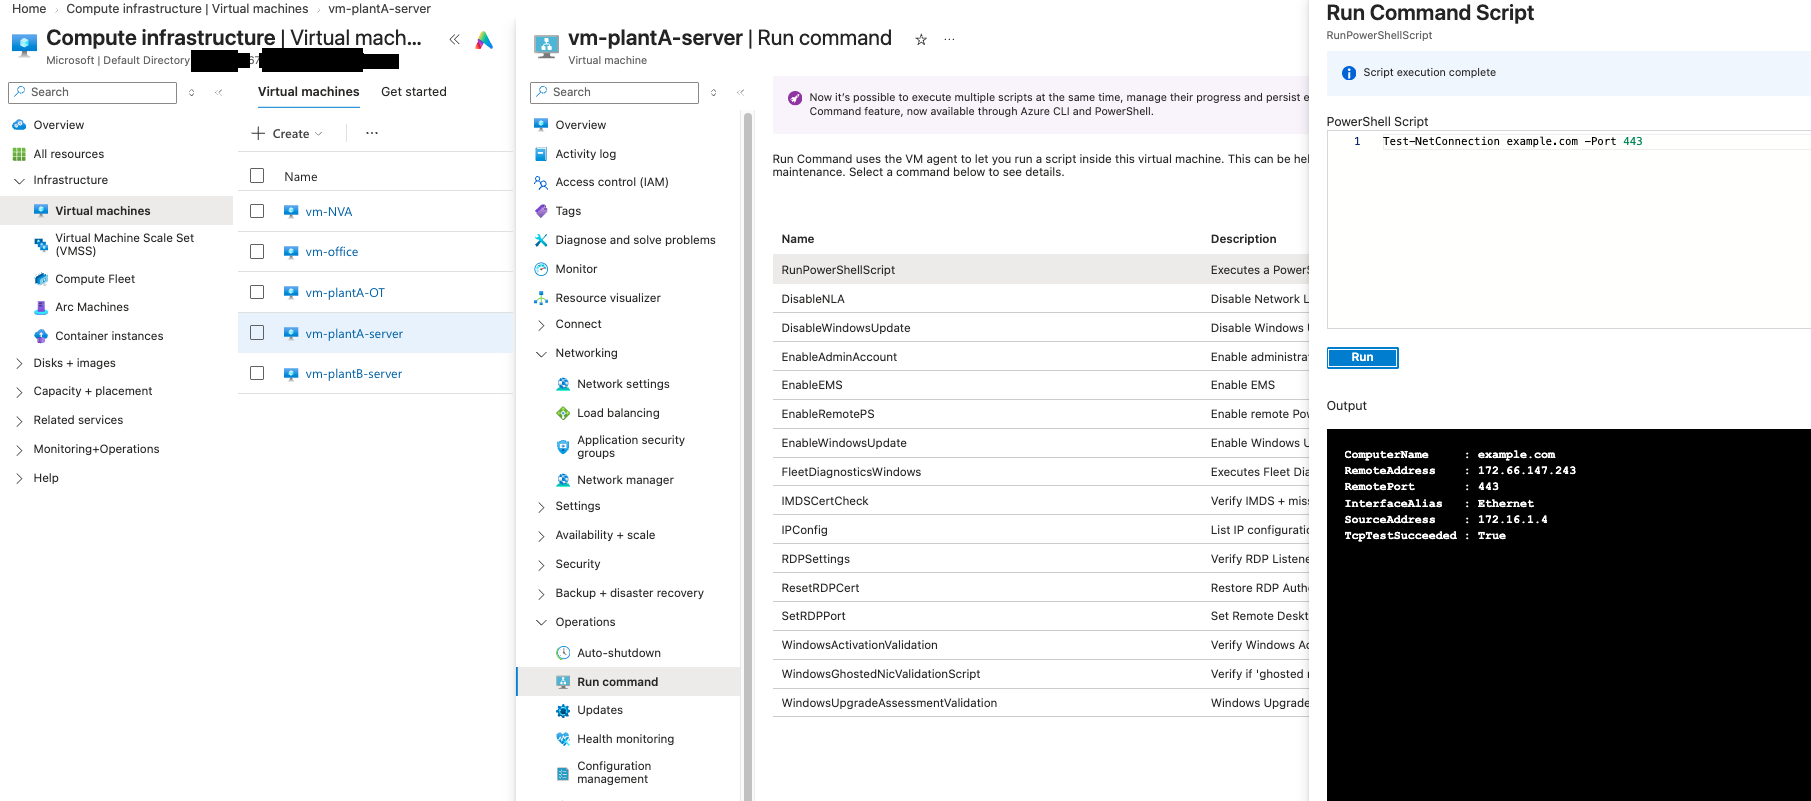 Home > Compute infrastructure | Virtual machines > vm-plantA-server
Compute infrastructure | Virtual mach...
Microsoft | Default Directory
Search
Overview
All resources
Infrastructure
Virtual machines
Virtual Machine Scale Set
(VMSS)
Compute Fleet
Arc Machines
Container instances
Disks + images
Capacity + placement
Related services
Monitoring+Operations
Help
Virtual machines
Get started
Create
...
Name
vm-NVA
vm-office
vm-plantA-OT
vm-plantA-server
vm-plantB-server
vm-plantA-server | Run command
...
Virtual machine
Search
Overview
Activity log
Access control (IAM)
Tags
Diagnose and solve problems
Monitor
Resource visualizer
Connect
Networking
Network settings
Load balancing
Application security
groups
Network manager
Settings
Availability + scale
Security
Backup + disaster recovery
Operations
Auto-shutdown
Run command
Updates
Health monitoring
Configuration
management
Now it's possible to execute multiple scripts at the same time, manage their progress and persist e
Command feature, now available through Azure CLI and PowerShell.
Run Command uses the VM agent to let you run a script inside this virtual machine. This can be hel
maintenance. Select a command below to see details.
Name Description
RunPowerShellScript Executes a PowerS
DisableNLA Disable Network L
DisableWindowsUpdate Disable Windows U
EnableAdminAccount Enable administra
EnableEMS Enable EMS
EnableRemotePS Enable remote Pow
EnableWindowsUpdate Enable Windows U
FleetDiagnosticsWindows Executes Fleet Dia
IMDSCertCheck Verify IMDS + miss
IPConfig List IP configuratio
RDPSettings Verify RDP Listene
ResetRDPCert Restore RDP Authe
SetRDPPort Set Remote Deskt
WindowsActivationValidation Verify Windows Ac
WindowsGhostedNicValidationScript Verify if 'ghosted n
WindowsUpgradeAssessmentValidation Windows Upgrade
Run Command Script
RunPowerShellScript
Script execution complete
PowerShell Script
1 Test-NetConnection example.com -Port 443
Run
Output
ComputerName : example.com
RemoteAddress : 172.66.147.243
RemotePort : 443
InterfaceAlias : Ethernet
SourceAddress : 172.16.1.4
TcpTestSucceeded : True